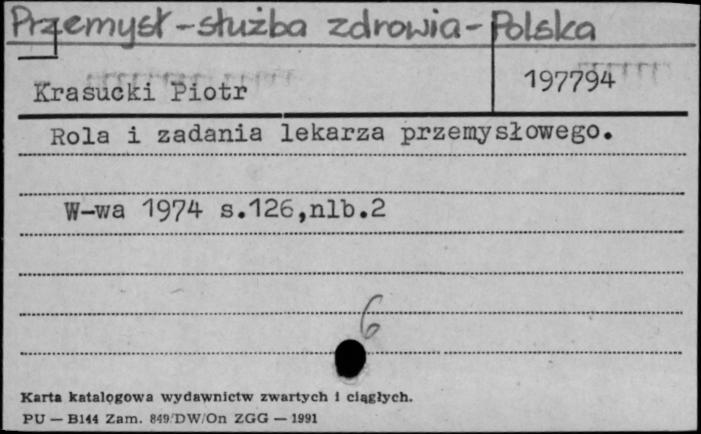 Przemysł-służba zdrowia-Polska
Krasucki Piotr
197794
Rola i zadania lekarza przemysłowego.
W-wa 1974 s.126,nlb.2
6
Karta katalogowa wydawnictw zwartych i ciągłych.
PU — B144 Zam. 849/DW/On ZGG — 1991